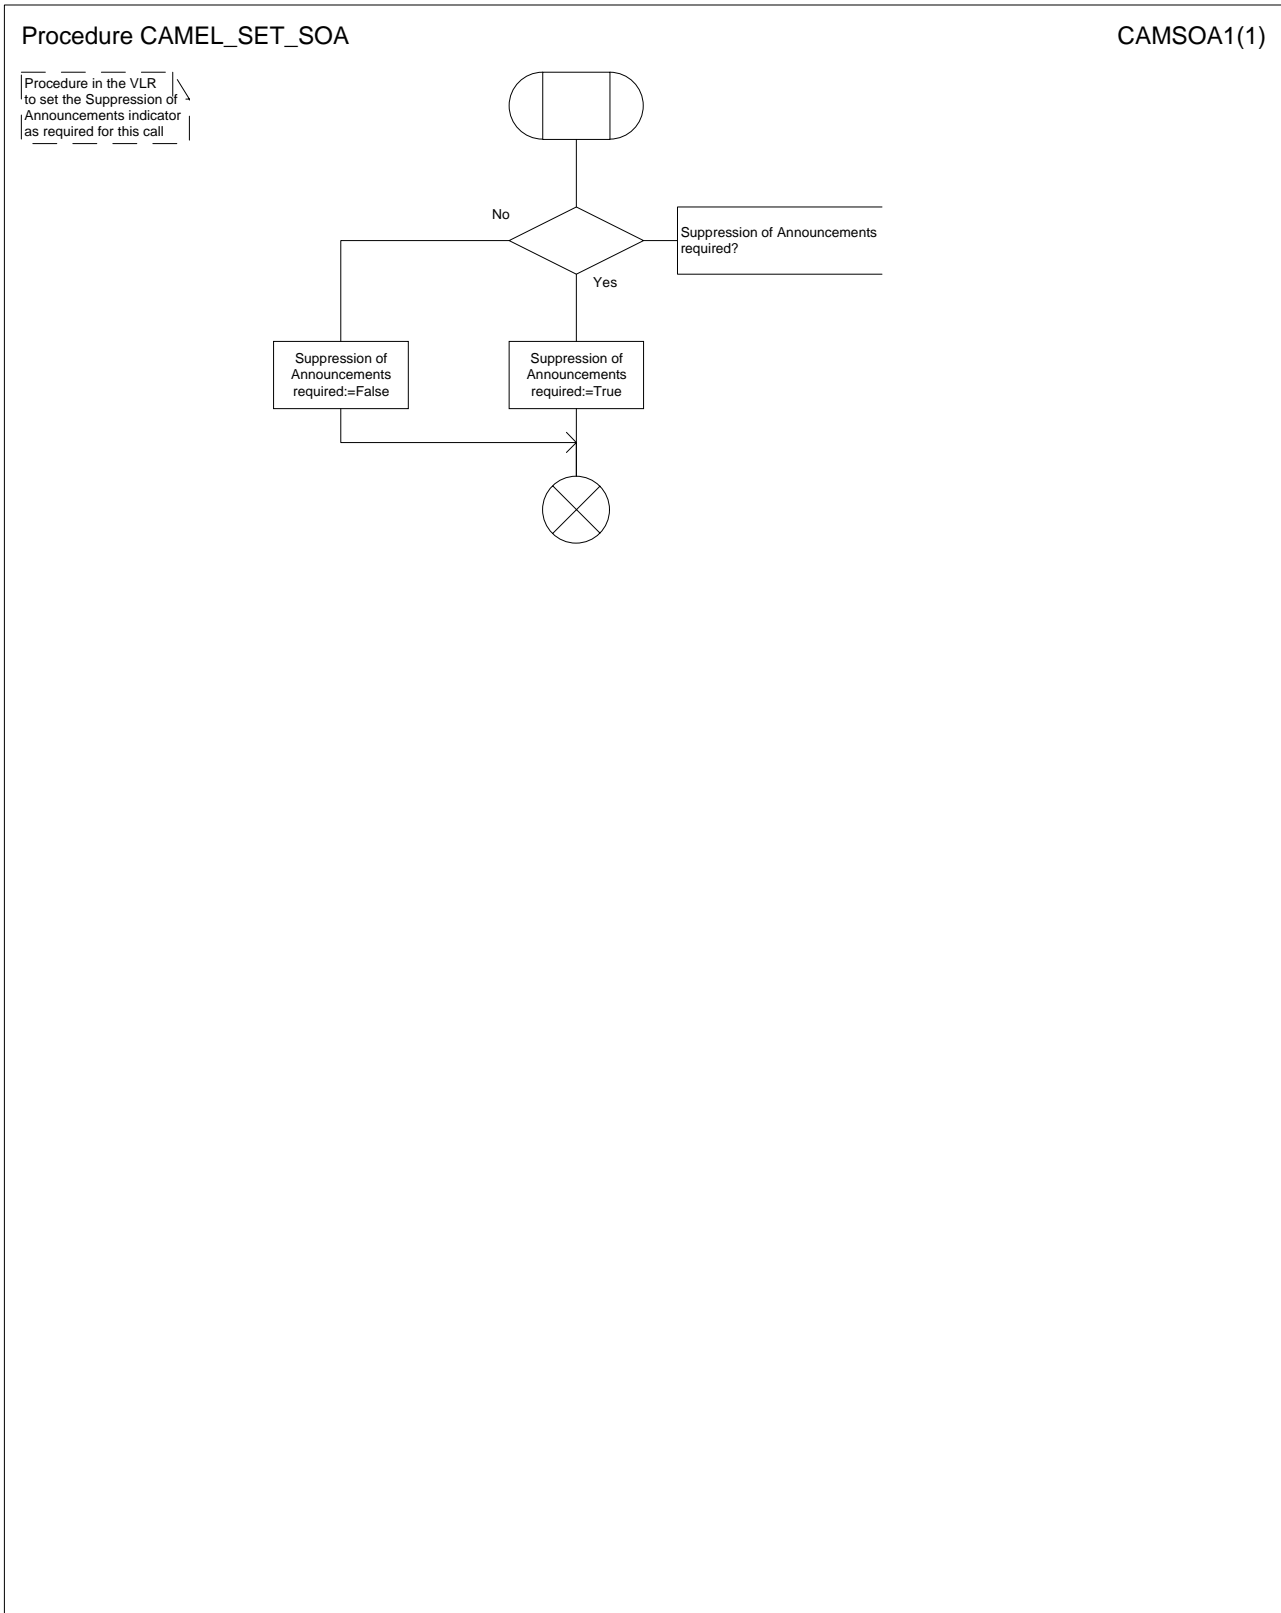 Procedure CAMEL_SET_SOA
CAMSOA1(1)
Procedure in the VLR
to set the Suppression of
Announcements indicator
as required for this call
No
Suppression of Announcements
required?
Yes
Suppression of
Announcements
required:=False
Suppression of
Announcements
required:=True